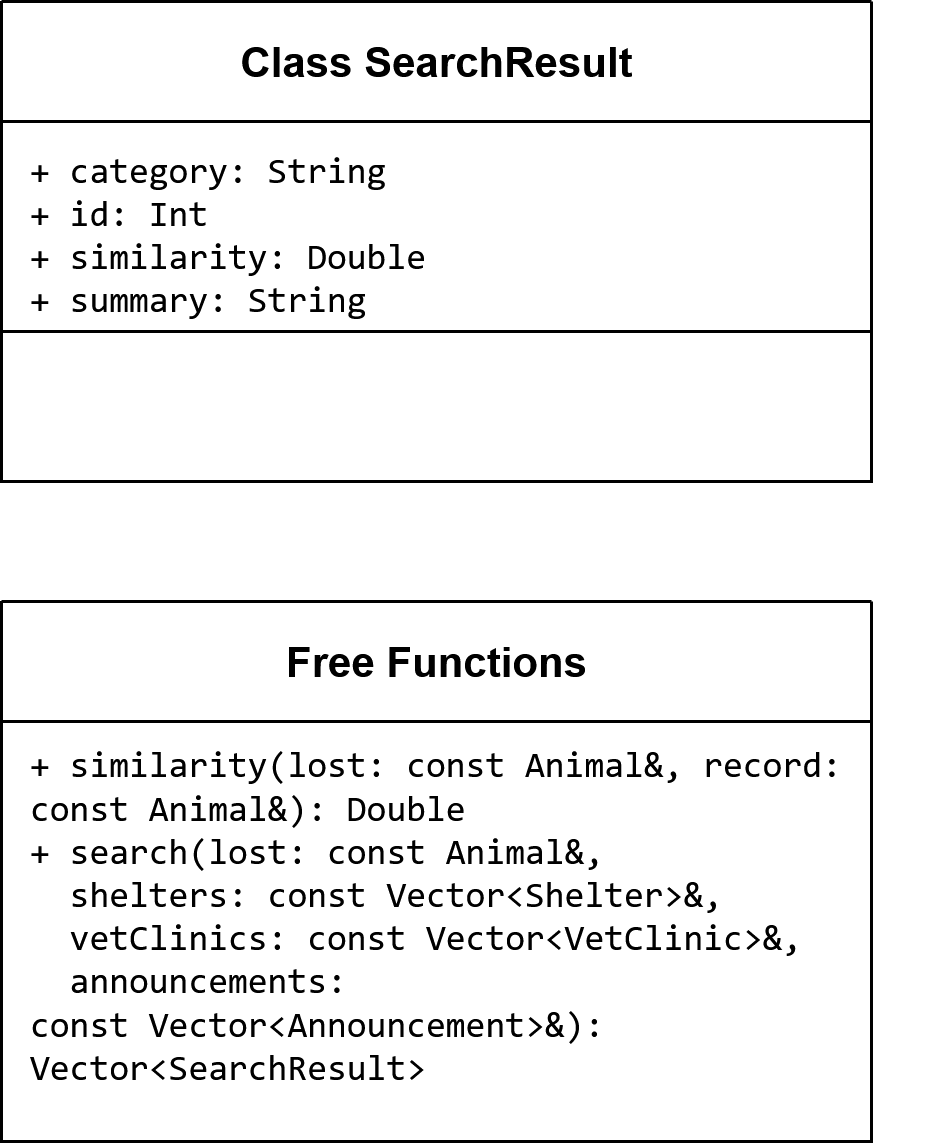 Class SearchResult
+ category: String
+ id: Int
+ similarity: Double
+ summary: String
Free Functions
+ similarity(lost: const Animal&, record:
const Animal&): Double
+ search(lost: const Animal&,
  shelters: const Vector<Shelter>&,
  vetClinics: const Vector<VetClinic>&,
  announcements:
const Vector<Announcement>&):
Vector<SearchResult>